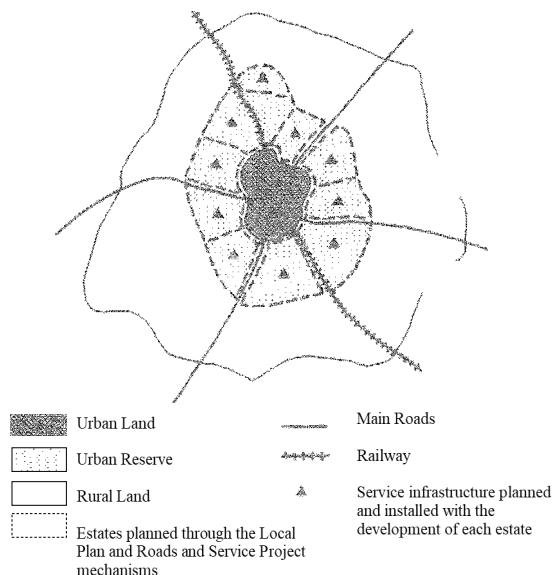 Urban Land
Urban Reserve
Rural Land
Estates planned through the Local
Plan and Roads and Service Project
mechanisms
Main Roads
Railway
Service infrastructure planned
and installed with the
development of each estate